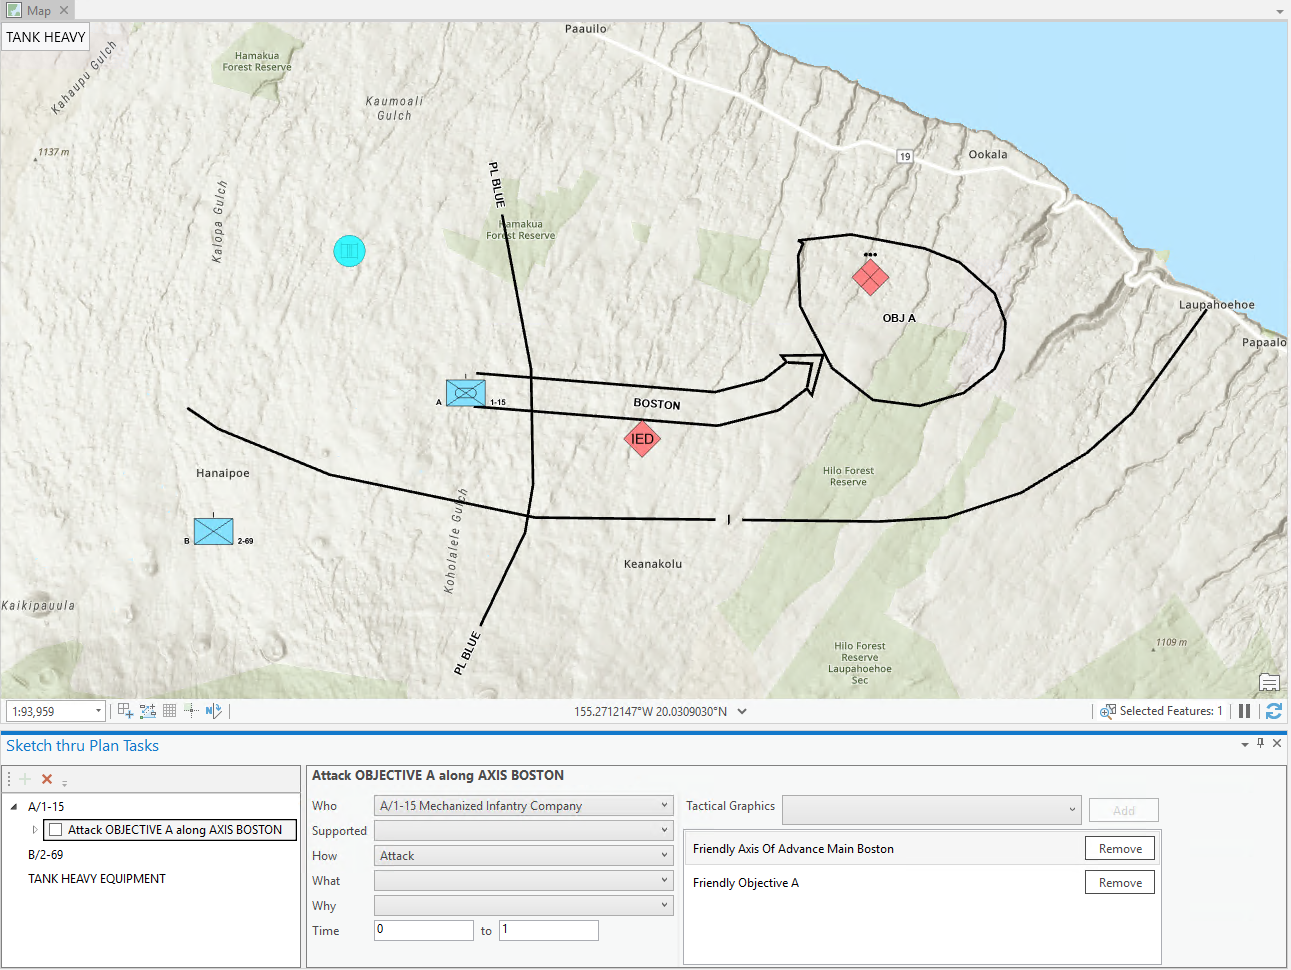 Map
TANK HEAVY
Paauilo
Hamakua
Forest Reserve
Kahaupu Gulch
Kaumoali
Gulch
1137 m
19
Ookala
PL BLUE
Kalopa Gulch
Hamakua
Forest Reserve
OBJ A
Laupahoehoe
Papaalo
A
1-15
BOSTON
IED
Hanaipoe
Hilo Forest
Reserve
B
2-69
I
Koholalele Gulch
Keanakolu
Kaikipauula
PL BLUE
Hilo Forest
Reserve
Laupahoehoe
Sec
1109 m
1:93,959
155.2712147°W 20.0309030°N
Selected Features: 1
Sketch thru Plan Tasks
A/1-15
Attack OBJECTIVE A along AXIS BOSTON
B/2-69
TANK HEAVY EQUIPMENT
Attack OBJECTIVE A along AXIS BOSTON
Who
A/1-15 Mechanized Infantry Company
Supported
How
Attack
What
Why
Time
0
to
1
Tactical Graphics
Add
Friendly Axis Of Advance Main Boston
Remove
Friendly Objective A
Remove